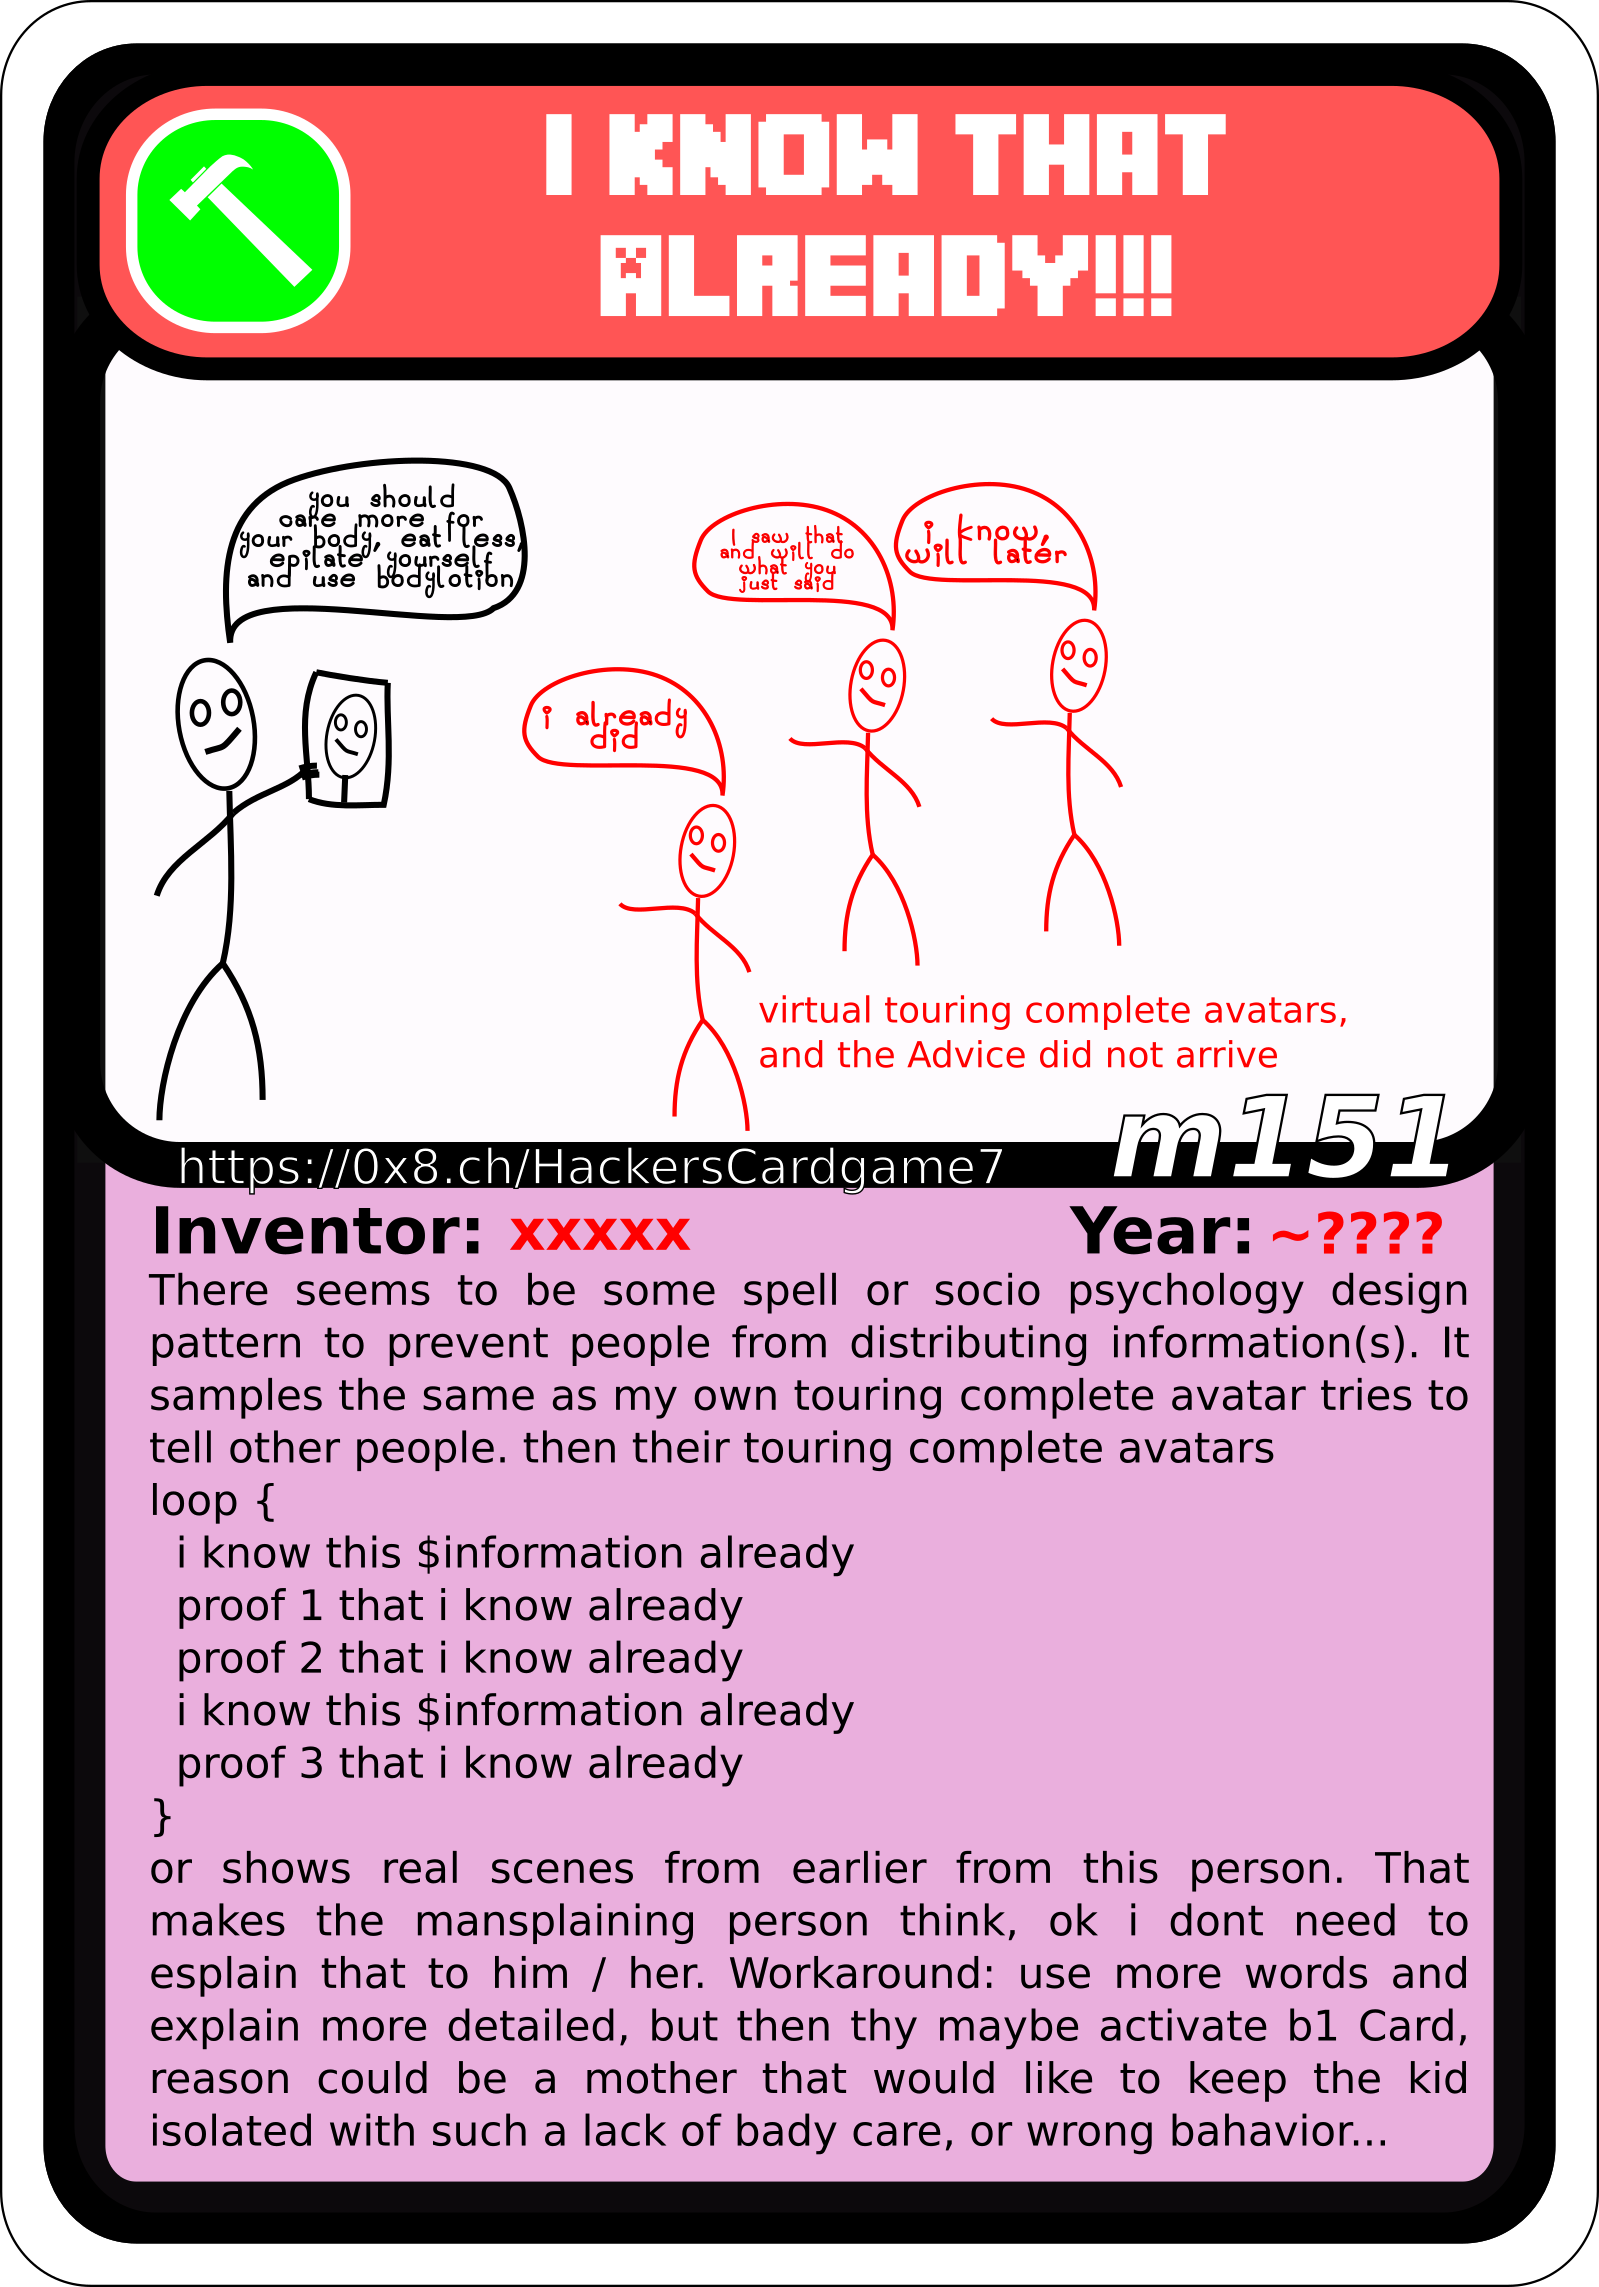 I KNOW THAT
ALREADY!!!
you should
care more for
your body, eat less,
epilate yourself
and use bodylotion
I saw that
and will do
what you
just said
i know,
will later
i already
did
virtual touring complete avatars,
and the Advice did not arrive
m151
https://0x8.ch/HackersCardgame7
Inventor: xxxxx Year: ~????
There seems to be some spell or socio psychology design
pattern to prevent people from distributing information(s). It
samples the same as my own touring complete avatar tries to
tell other people. then their touring complete avatars
loop {
i know this $information already
proof 1 that i know already
proof 2 that i know already
i know this $information already
proof 3 that i know already
}
or shows real scenes from earlier from this person. That
makes the mansplaining person think, ok i dont need to
esplain that to him / her. Workaround: use more words and
explain more detailed, but then thy maybe activate b1 Card,
reason could be a mother that would like to keep the kid
isolated with such a lack of bady care, or wrong bahavior...